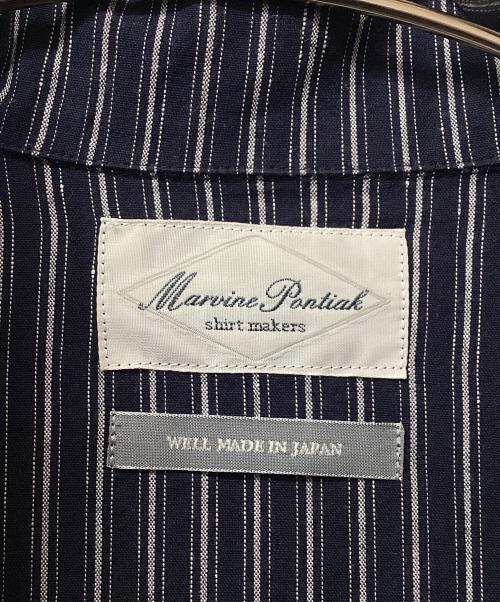 Marvine Pontiak
shirt makers
WELL MADE IN JAPAN